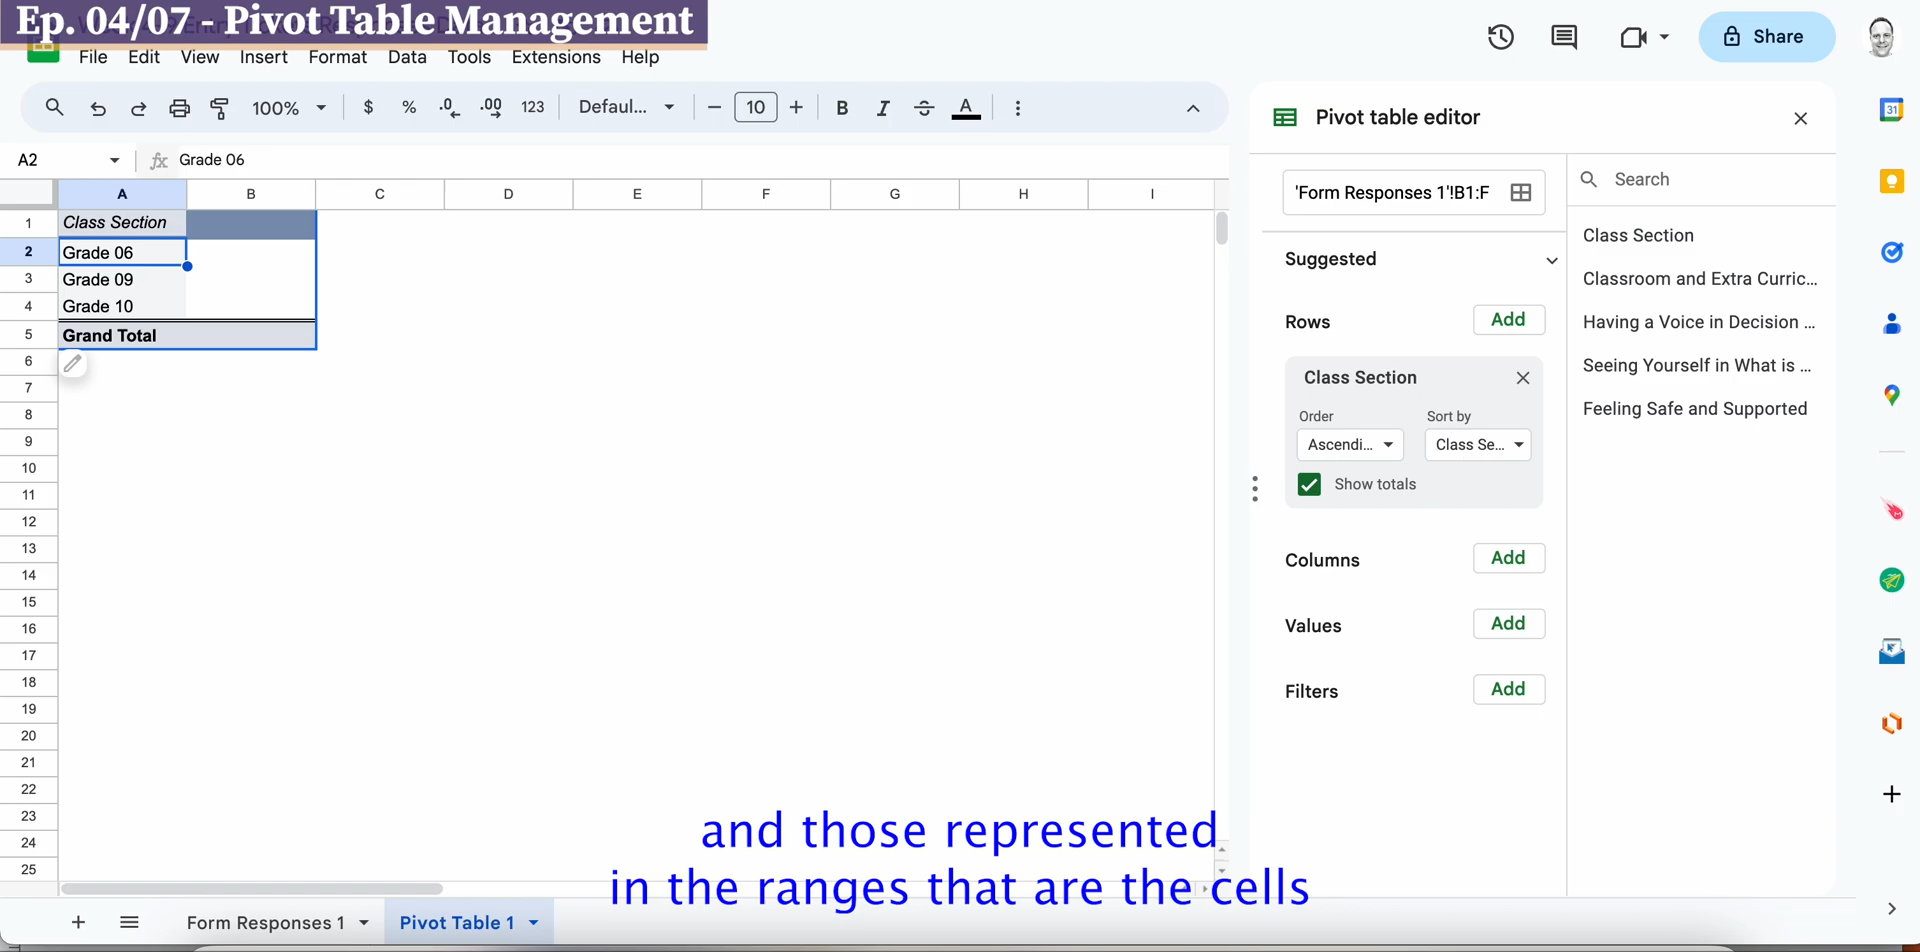 Ep. 04/07 - Pivot Table Management
File Edit View Insert Format Data Tools Extensions Help
Share
100% $ % .0 .00 123 Defaul... 10 B I S A
A2 fx Grade 06
Pivot table editor
A B C D E F G H I
'Form Responses 1'!B1:F
Search
1 Class Section
2 Grade 06
3 Grade 09
4 Grade 10
5 Grand Total
6
7
8
9
10
11
12
13
14
15
16
17
18
19
20
21
22
23
24
25
Suggested
Rows Add
Class Section
Order Sort by
Ascendi... Class Se...
Show totals
Columns Add
Values Add
Filters Add
Class Section
Classroom and Extra Curric...
Having a Voice in Decision ...
Seeing Yourself in What is ...
Feeling Safe and Supported
31
and those represented
in the ranges that are the cells
Form Responses 1 Pivot Table 1